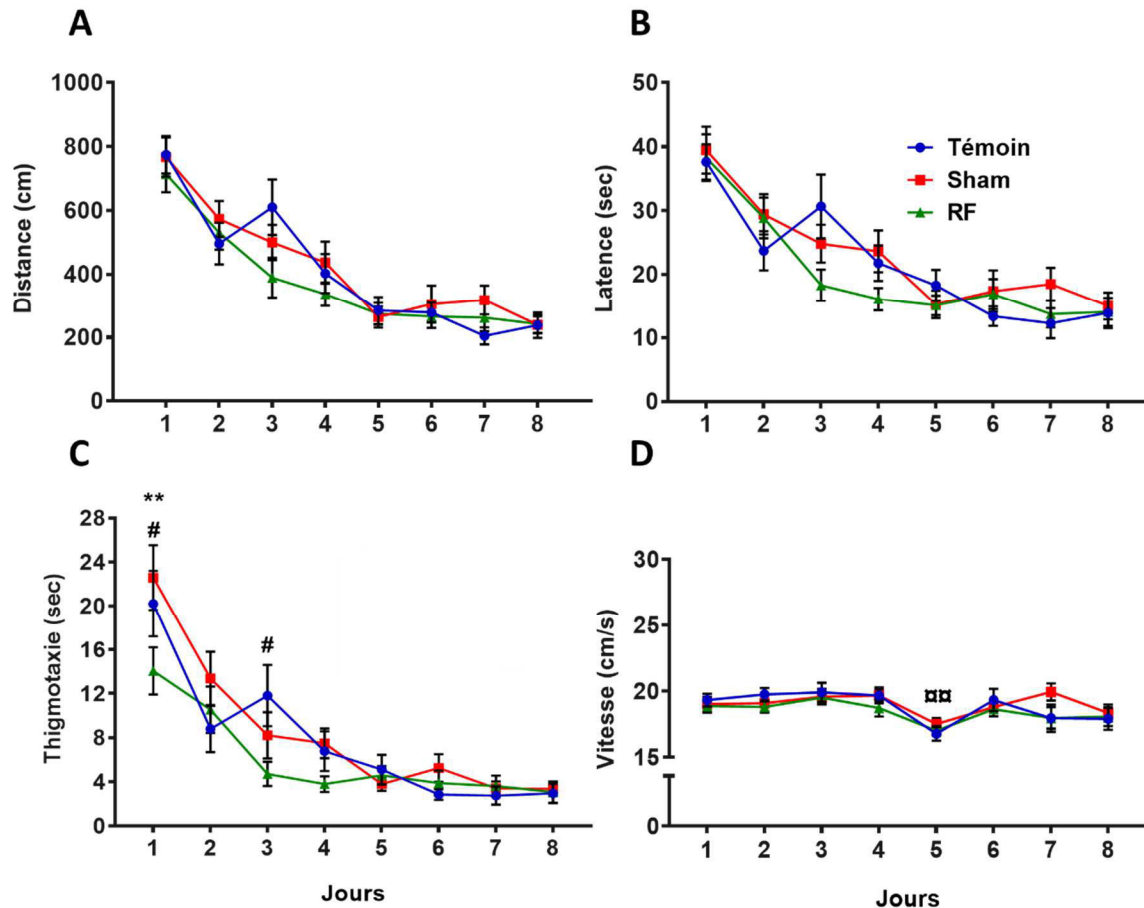 A
Distance (cm)
1000
800
600
400
200
0
1 2 3 4 5 6 7 8
B
Latence (sec)
50
40
30
20
10
0
Témoin
Sham
RF
1 2 3 4 5 6 7 8
C
Thigmotaxie (sec)
**
#
#
28
24
20
16
12
8
4
0
1 2 3 4 5 6 7 8
Jours
D
Vitesse (cm/s)
30
20
15
0
¤¤
1 2 3 4 5 6 7 8
Jours